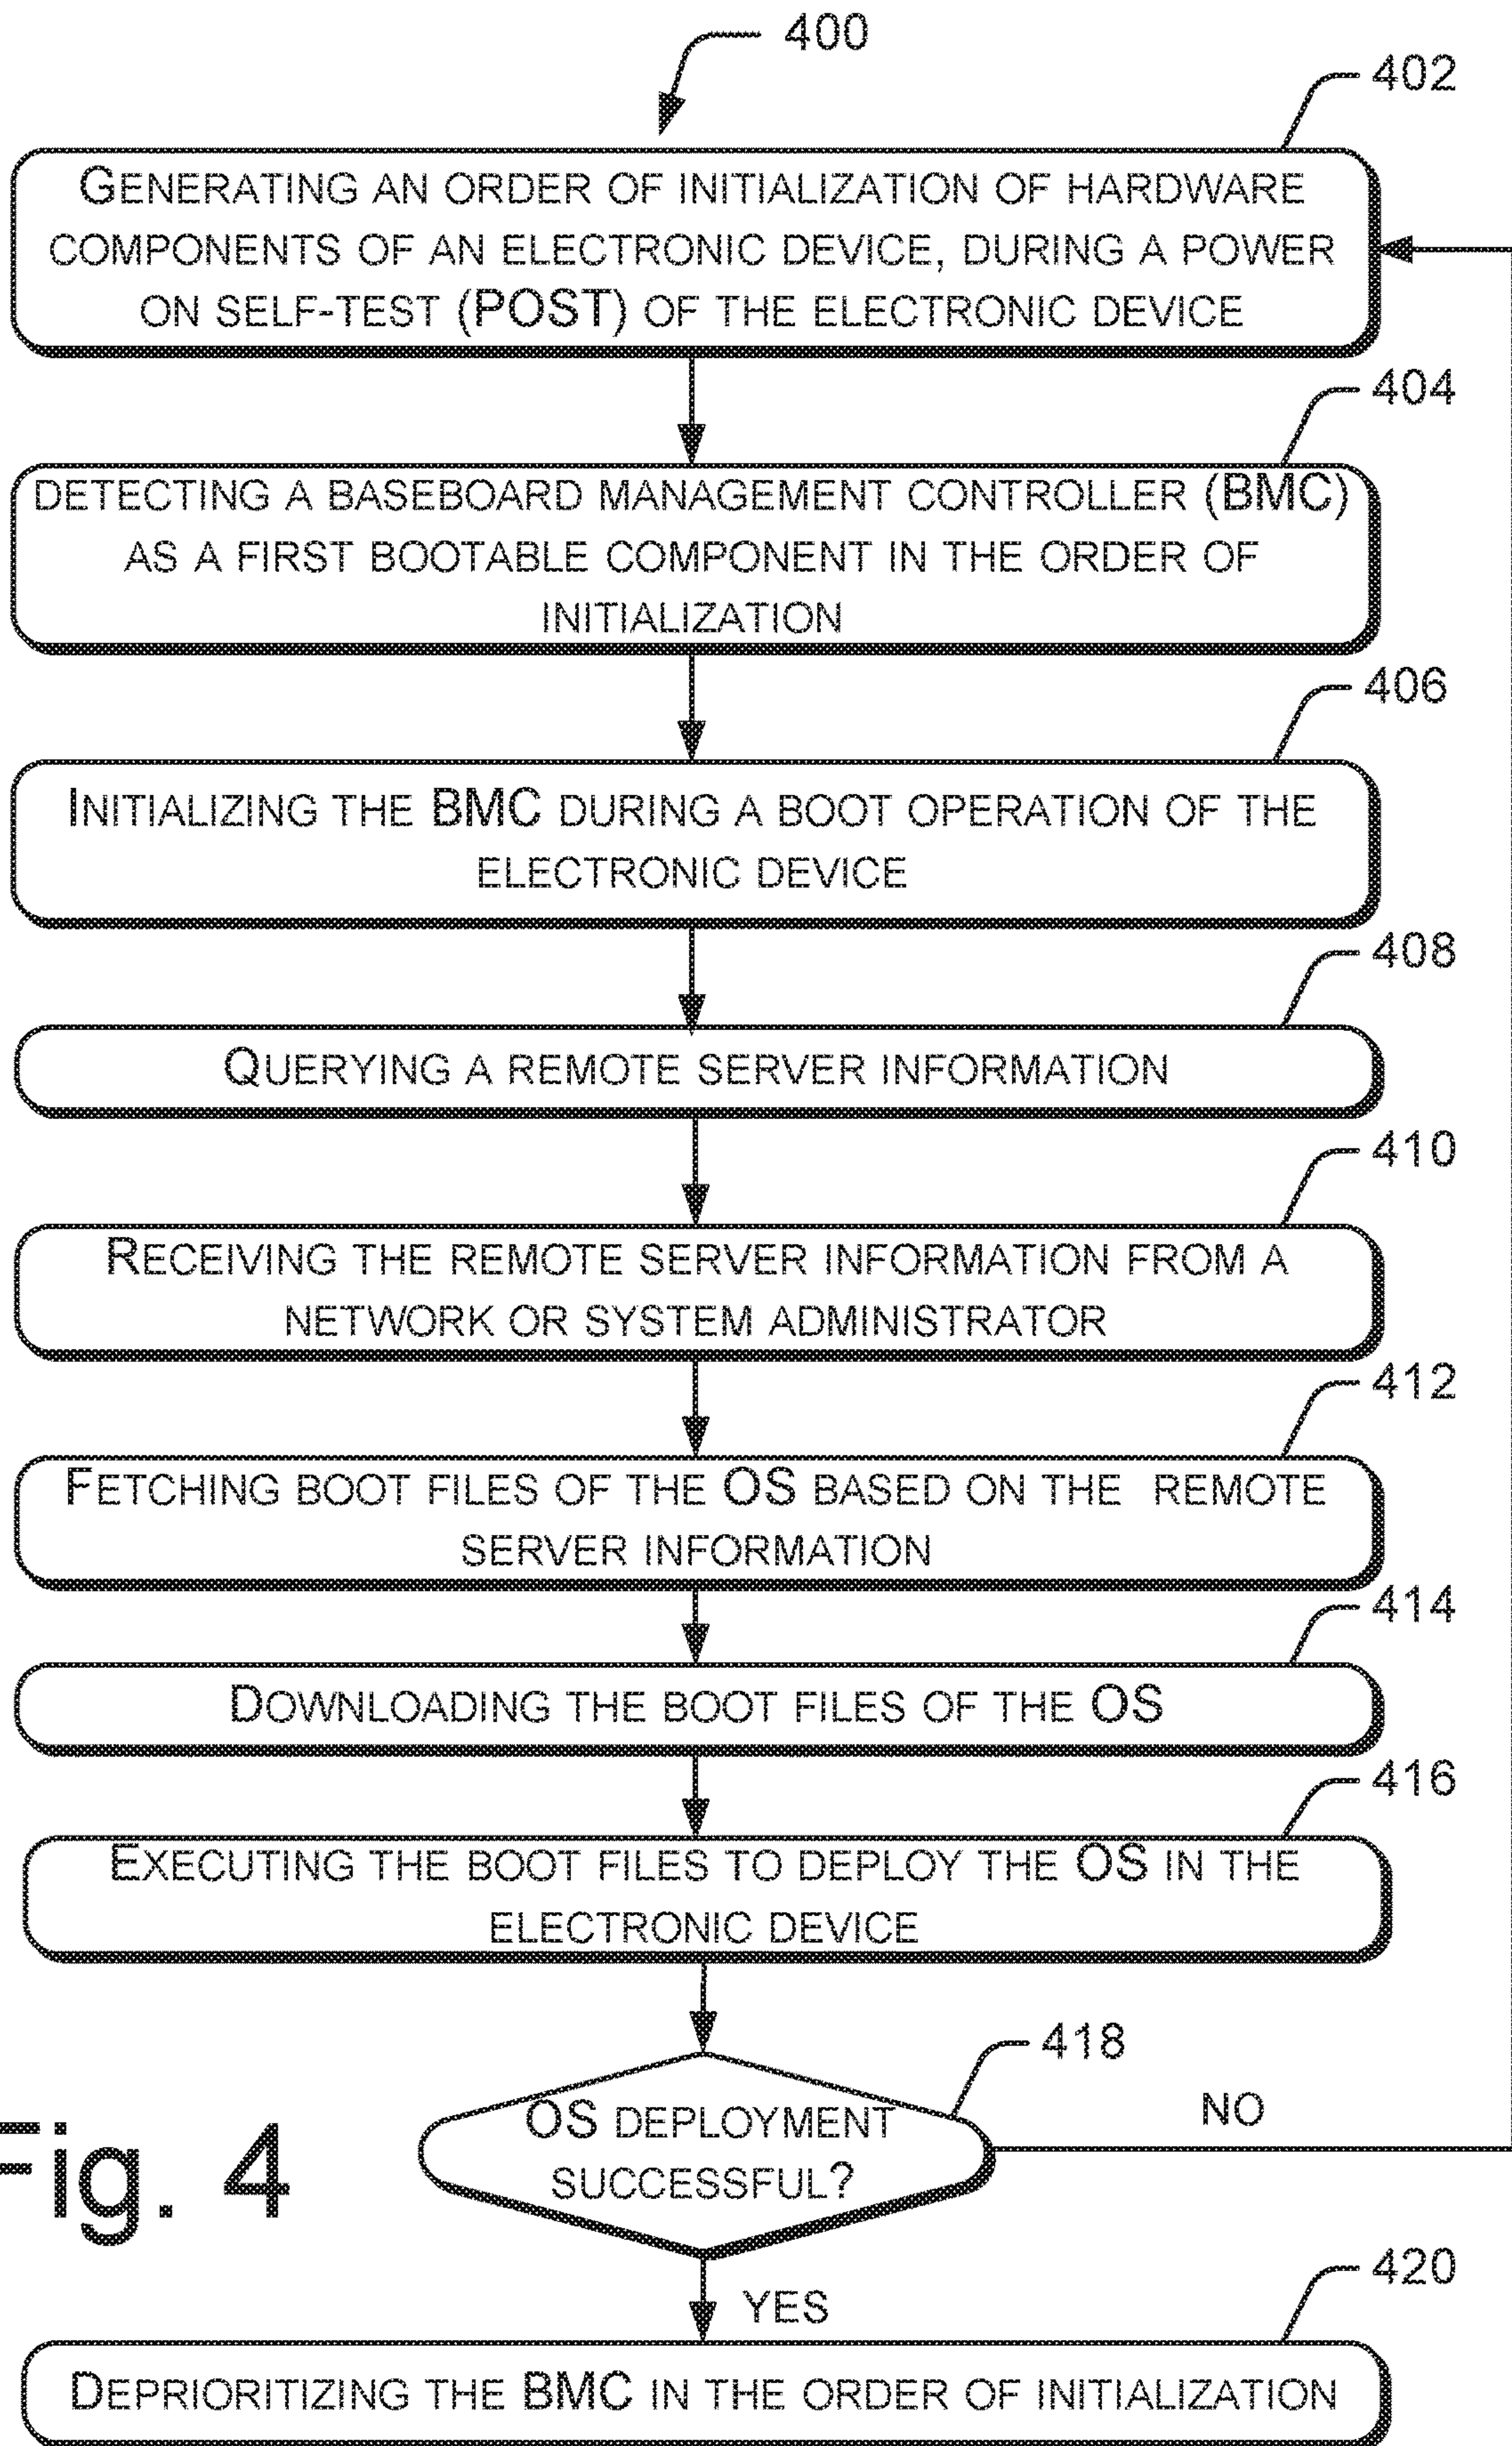 400
402
GENERATING AN ORDER OF INITIALIZATION OF HARDWARE
COMPONENTS OF AN ELECTRONIC DEVICE, DURING A POWER
ON SELF-TEST (POST) OF THE ELECTRONIC DEVICE
404
DETECTING A BASEBOARD MANAGEMENT CONTROLLER (BMC)
AS A FIRST BOOTABLE COMPONENT IN THE ORDER OF
INITIALIZATION
406
INITIALIZING THE BMC DURING A BOOT OPERATION OF THE
ELECTRONIC DEVICE
408
QUERYING A REMOTE SERVER INFORMATION
410
RECEIVING THE REMOTE SERVER INFORMATION FROM A
NETWORK OR SYSTEM ADMINISTRATOR
412
FETCHING BOOT FILES OF THE OS BASED ON THE REMOTE
SERVER INFORMATION
414
DOWNLOADING THE BOOT FILES OF THE OS
416
EXECUTING THE BOOT FILES TO DEPLOY THE OS IN THE
ELECTRONIC DEVICE
418
OS DEPLOYMENT
SUCCESSFUL?
NO
Fig. 4
YES
420
DEPRIORITIZING THE BMC IN THE ORDER OF INITIALIZATION